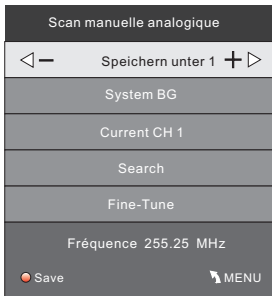 Scan manuelle analogique
Speichern unter 1
System BG
Current CH 1
Search
Fine-Tune
Fréquence 255.25 MHz
Save MENU